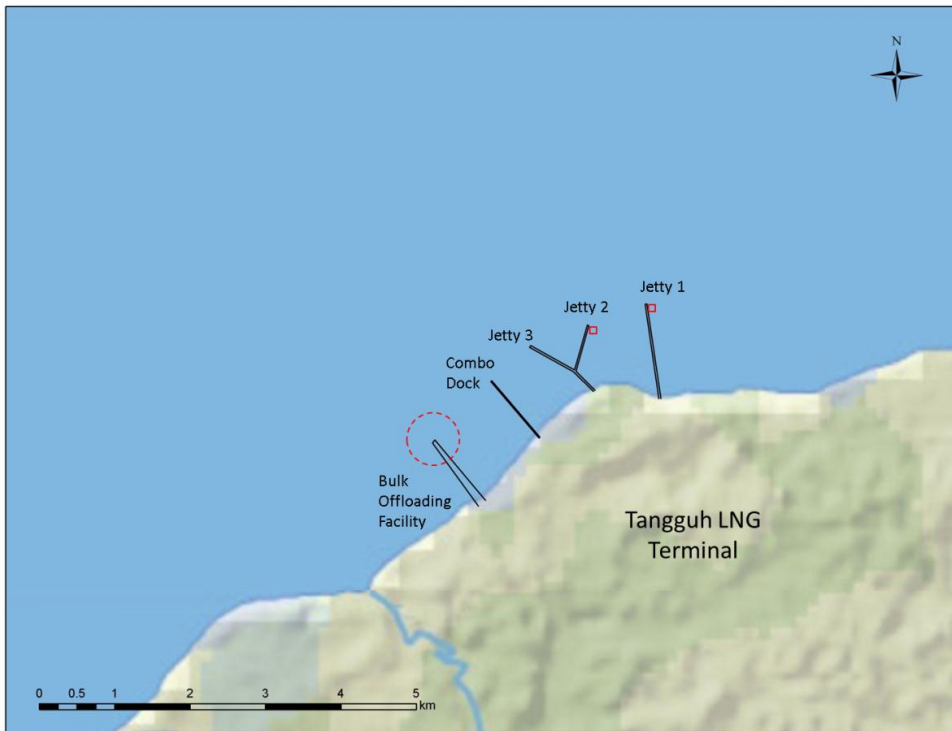 N
Jetty 1
Jetty 2
Jetty 3
Combo
Dock
Bulk
Offloading
Facility
Tangguh LNG
Terminal
0 0.5 1 2 3 4 5
km